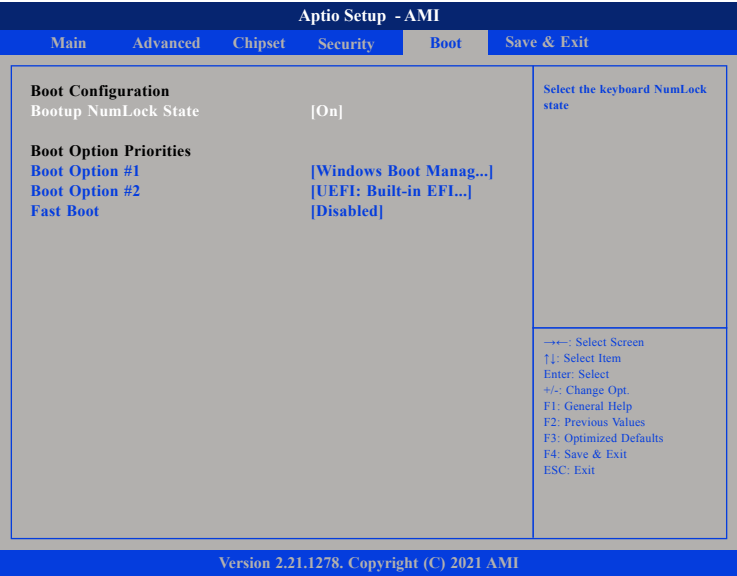 Aptio Setup - AMI
Main Advanced Chipset Security Boot Save & Exit
Boot Configuration
Bootup NumLock State [On]
Boot Option Priorities
Boot Option #1 [Windows Boot Manag...]
Boot Option #2 [UEFI: Built-in EFI...]
Fast Boot [Disabled]
Select the keyboard NumLock
state
→←: Select Screen
↑↓: Select Item
Enter: Select
+/-: Change Opt.
F1: General Help
F2: Previous Values
F3: Optimized Defaults
F4: Save & Exit
ESC: Exit
Version 2.21.1278. Copyright (C) 2021 AMI